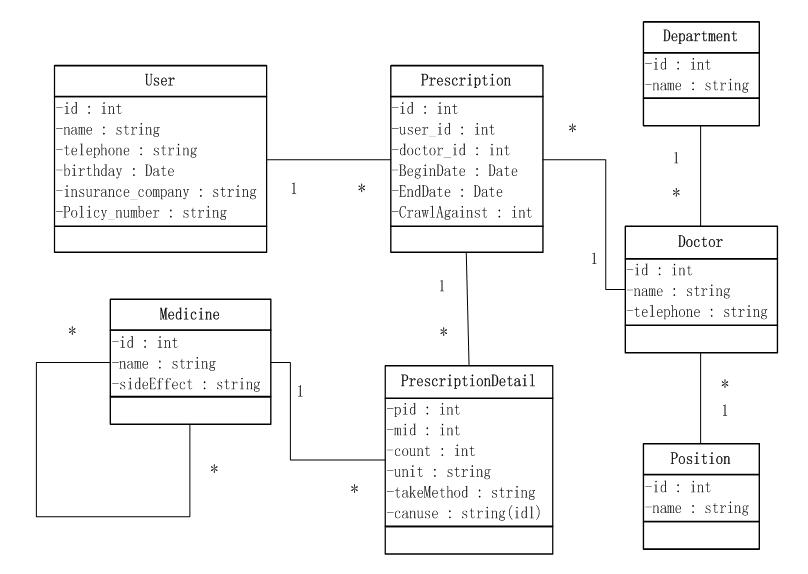 Department
-id : int
-name : string
User
-id : int
-name : string
-telephone : string
-birthday : Date
-insurance_company : string
-Policy_number : string
Prescription
-id : int
-user_id : int
-doctor_id : int
-BeginDate : Date
-EndDate : Date
-CrawlAgainst : int
1
*
*
1
1
*
Doctor
-id : int
-name : string
-telephone : string
1
*
Medicine
-id : int
-name : string
-sideEffect : string
*
*
1
*
PrescriptionDetail
-pid : int
-mid : int
-count : int
-unit : string
-takeMethod : string
-canuse : string(idl)
*
1
Position
-id : int
-name : string